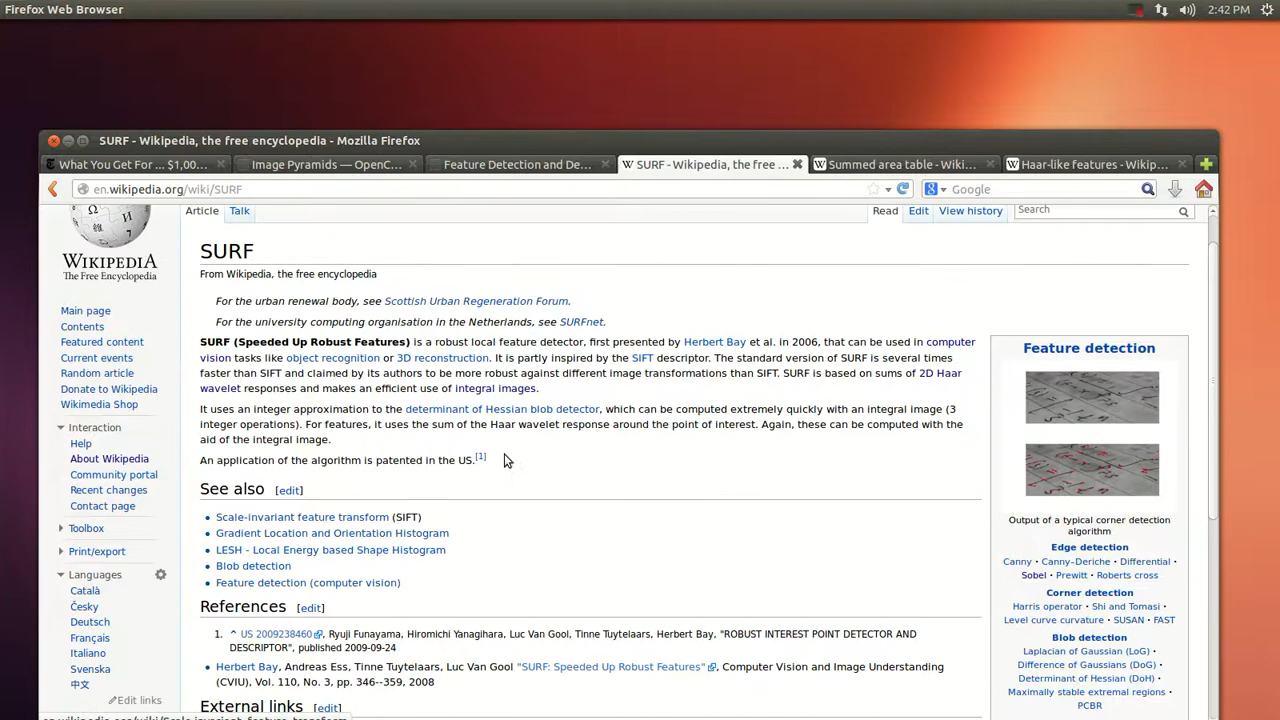 Firefox Web Browser
2:42 PM
SURF - Wikipedia, the free encyclopedia - Mozilla Firefox
What You Get For ... $1,00...
Image Pyramids — OpenC...
Feature Detection and De...
W SURF - Wikipedia, the free ...
W Summed area table - Wiki...
W Haar-like features - Wikip...
en.wikipedia.org/wiki/SURF
Google
Article Talk
Read Edit View history
Search
WIKIPEDIA
The Free Encyclopedia
Main page
Contents
Featured content
Current events
Random article
Donate to Wikipedia
Wikimedia Shop
Interaction
Help
About Wikipedia
Community portal
Recent changes
Contact page
Toolbox
Print/export
Languages
Català
Česky
Deutsch
Français
Italiano
Svenska
中文
Edit links
SURF
From Wikipedia, the free encyclopedia
For the urban renewal body, see Scottish Urban Regeneration Forum.
For the university computing organisation in the Netherlands, see SURFnet.
SURF (Speeded Up Robust Features) is a robust local feature detector, first presented by Herbert Bay et al. in 2006, that can be used in computer
vision tasks like object recognition or 3D reconstruction. It is partly inspired by the SIFT descriptor. The standard version of SURF is several times
faster than SIFT and claimed by its authors to be more robust against different image transformations than SIFT. SURF is based on sums of 2D Haar
wavelet responses and makes an efficient use of integral images.
It uses an integer approximation to the determinant of Hessian blob detector, which can be computed extremely quickly with an integral image (3
integer operations). For features, it uses the sum of the Haar wavelet response around the point of interest. Again, these can be computed with the
aid of the integral image.
An application of the algorithm is patented in the US.[1]
See also [edit]
Scale-invariant feature transform (SIFT)
Gradient Location and Orientation Histogram
LESH - Local Energy based Shape Histogram
Blob detection
Feature detection (computer vision)
References [edit]
1. ^ US 2009238460, Ryuji Funayama, Hiromichi Yanagihara, Luc Van Gool, Tinne Tuytelaars, Herbert Bay, "ROBUST INTEREST POINT DETECTOR AND
DESCRIPTOR", published 2009-09-24
Herbert Bay, Andreas Ess, Tinne Tuytelaars, Luc Van Gool "SURF: Speeded Up Robust Features", Computer Vision and Image Understanding
(CVIU), Vol. 110, No. 3, pp. 346--359, 2008
External links [edit]
Feature detection
Output of a typical corner detection
algorithm
Edge detection
Canny · Canny–Deriche · Differential ·
Sobel · Prewitt · Roberts cross
Corner detection
Harris operator · Shi and Tomasi ·
Level curve curvature · SUSAN · FAST
Blob detection
Laplacian of Gaussian (LoG) ·
Difference of Gaussians (DoG) ·
Determinant of Hessian (DoH) ·
Maximally stable extremal regions ·
PCBR